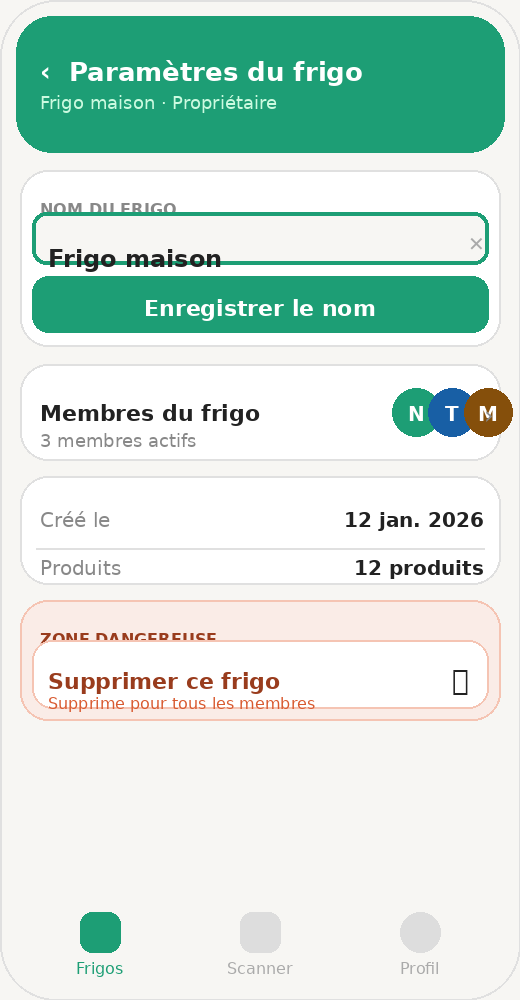 ‹ Paramètres du frigo
Frigo maison · Propriétaire
NOM DU FRIGO
Frigo maison ×
Enregistrer le nom
Membres du frigo N T M
3 membres actifs
Créé le 12 jan. 2026
Produits 12 produits
ZONE DANGEREUSE
Supprimer ce frigo
Supprime pour tous les membres
Frigos Scanner Profil